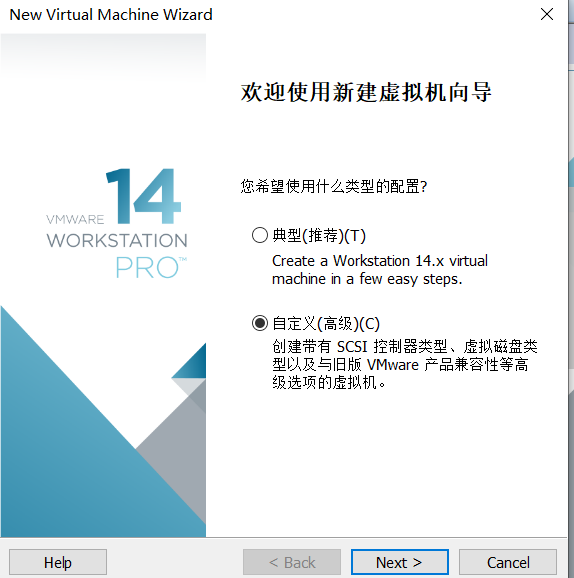 New Virtual Machine Wizard
欢迎使用新建虚拟机向导
14
VMWARE
WORKSTATION
PRO™
您希望使用什么类型的配置?
典型(推荐)(T)
Create a Workstation 14.x virtual
machine in a few easy steps.
自定义(高级)(C)
创建带有 SCSI 控制器类型、虚拟磁盘类
型以及与旧版 VMware 产品兼容性等高
级选项的虚拟机。
Help
< Back
Next >
Cancel